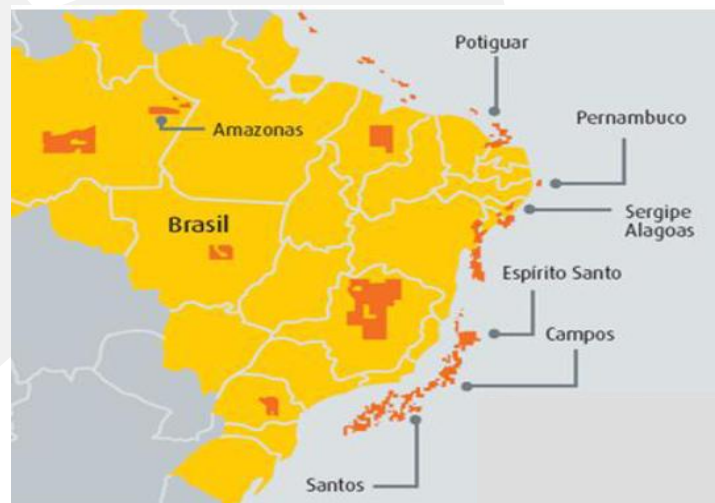 Potiguar
Pernambuco
Amazonas
Sergipe
Alagoas
Brasil
Espírito Santo
Campos
Santos